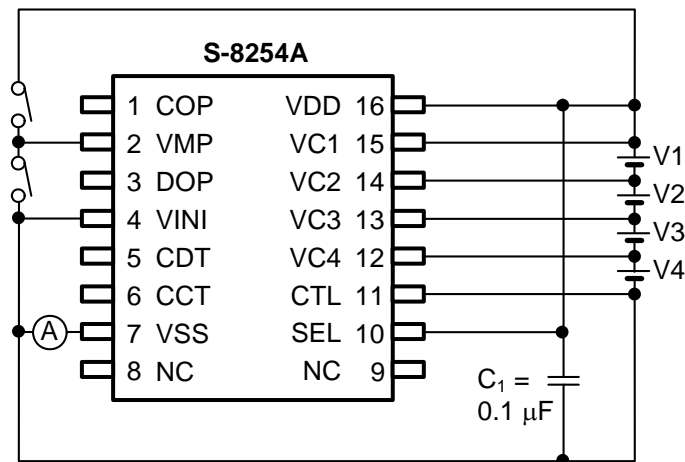 S-8254A
1 COP VDD 16
2 VMP VC1 15
3 DOP VC2 14
4 VINI VC3 13
5 CDT VC4 12
6 CCT CTL 11
7 VSS SEL 10
8 NC NC 9
A
V1
V2
V3
V4
C₁ =
0.1 µF